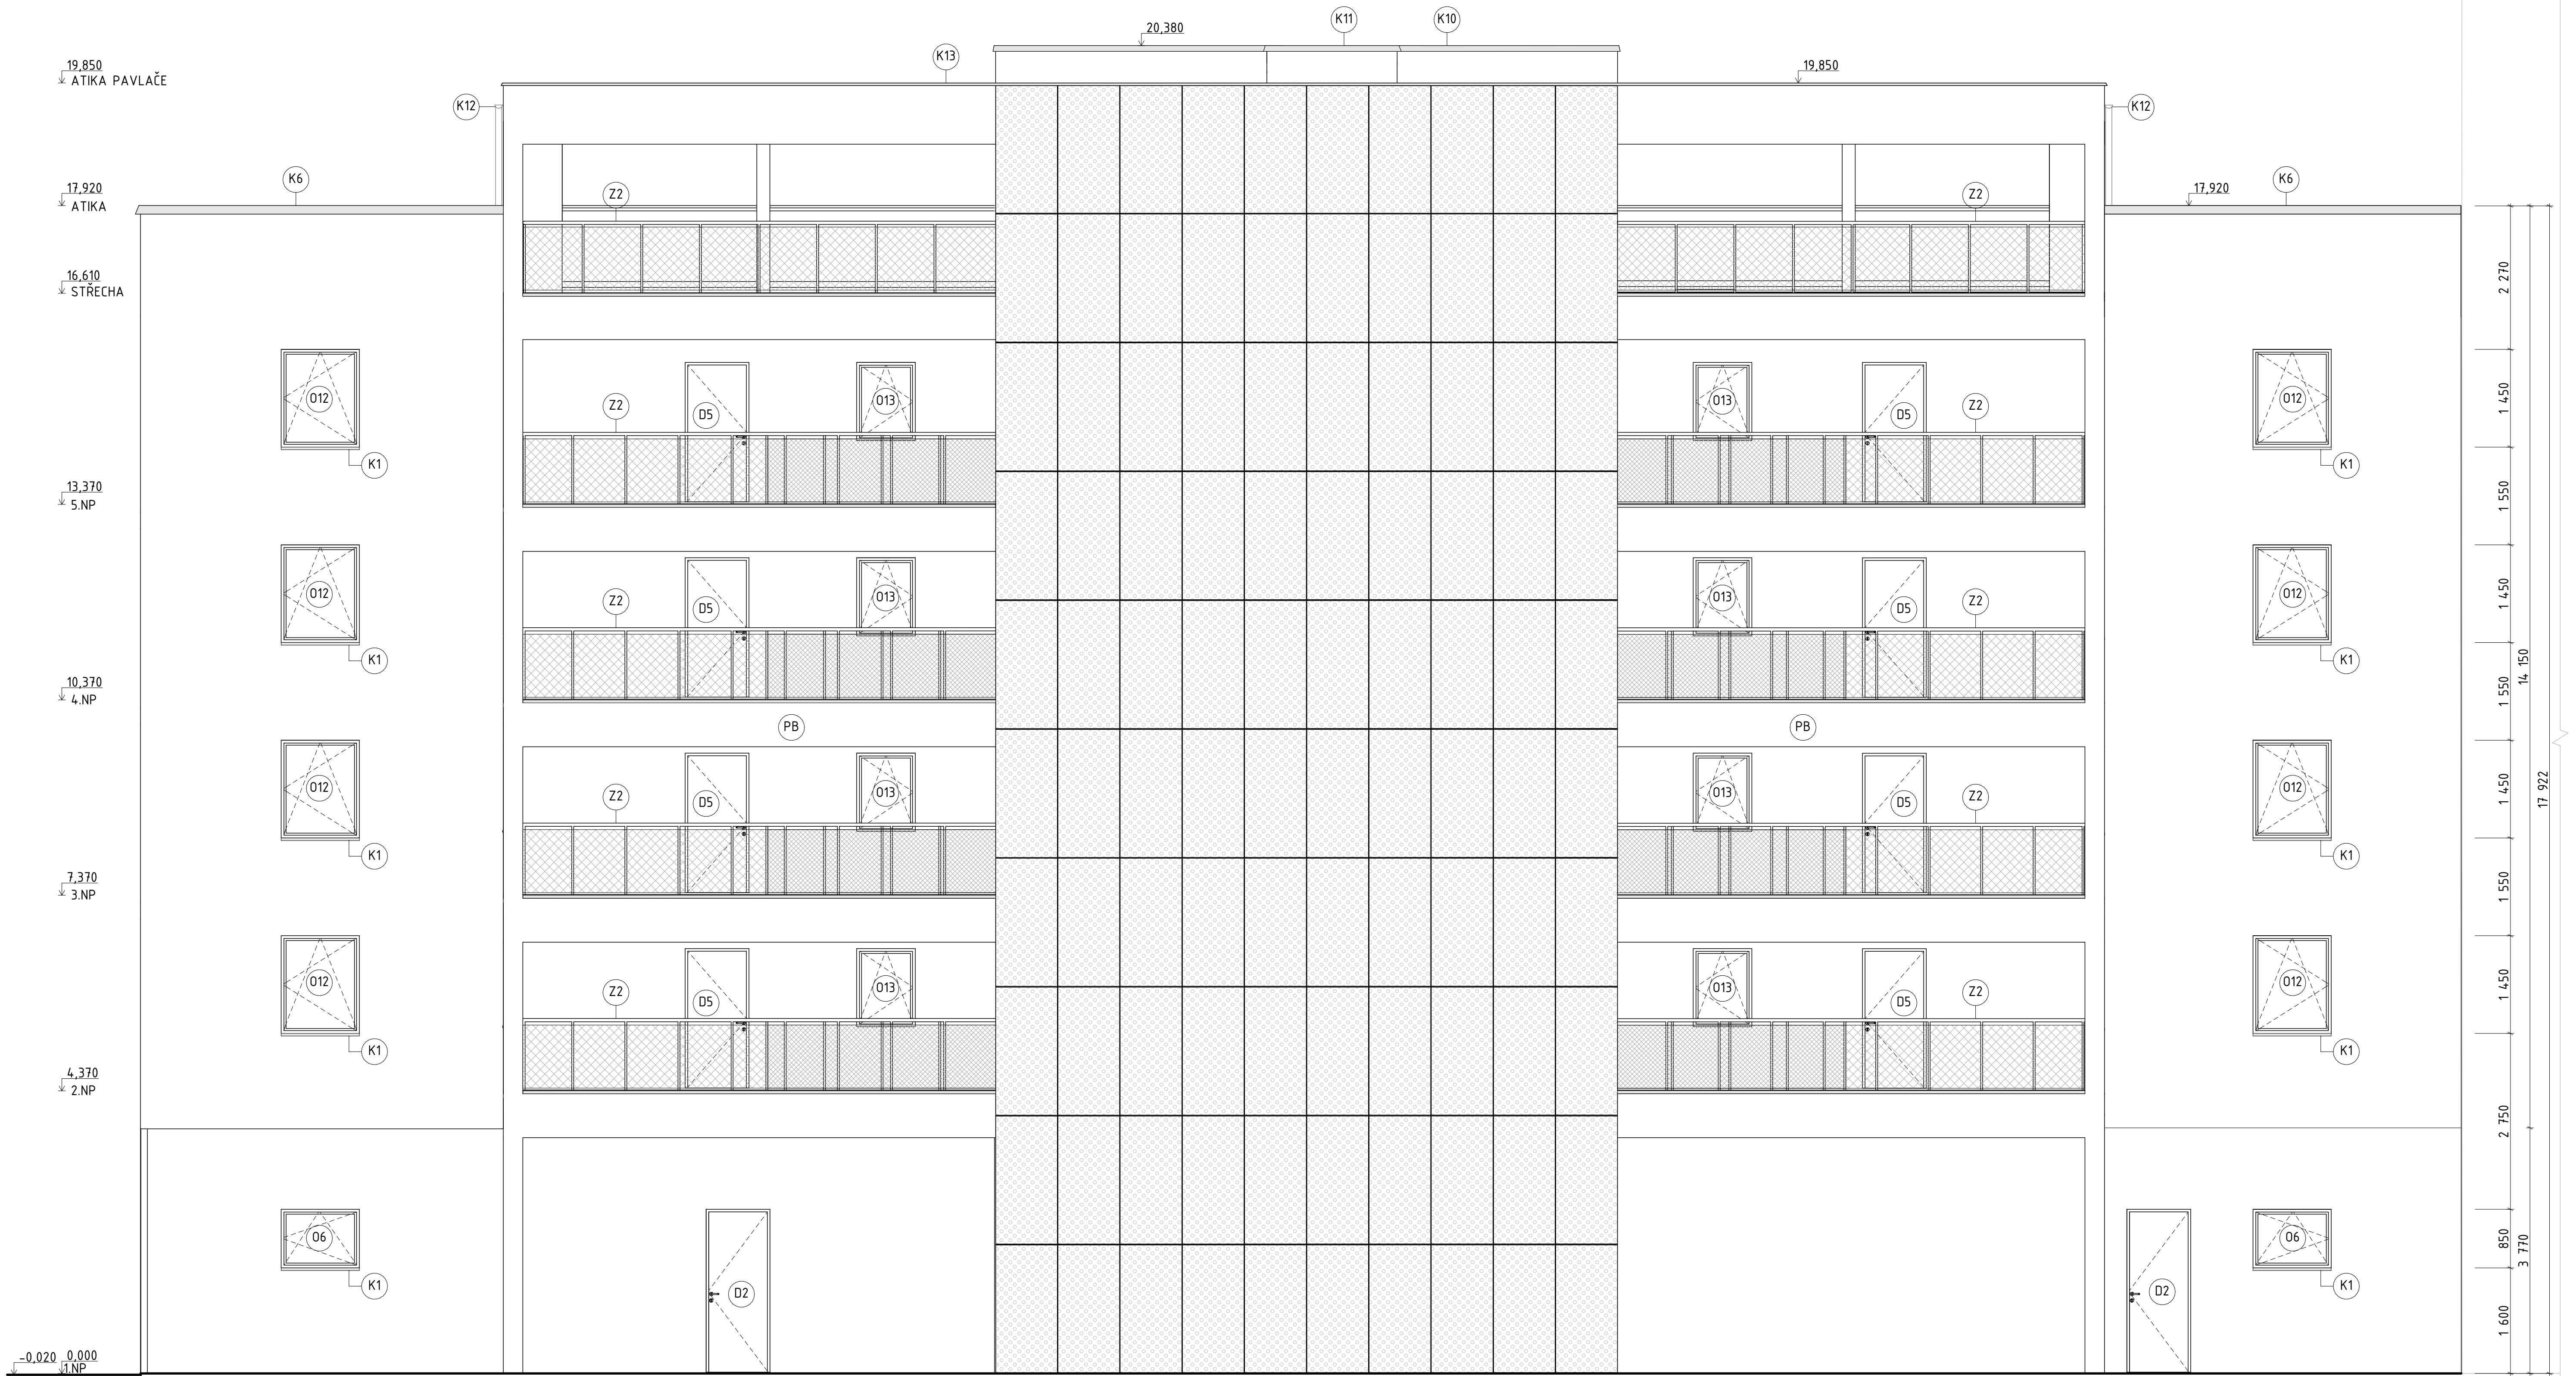 K11
K10
20,380
K13
19,850
ATIKA PAVLAČE
19,850
K12
K12
K6
K6
17,920
ATIKA
Z2
Z2
17,920
16,610
STŘECHA
2 270
O12
D5
O13
O13
D5
O12
1 450
Z2
Z2
K1
K1
13,370
5.NP
1 550
O12
D5
O13
O13
D5
O12
1 450
Z2
Z2
K1
K1
10,370
4.NP
1 550
14 150
PB
PB
O12
D5
O13
O13
D5
O12
1 450
17 922
Z2
Z2
K1
K1
7,370
3.NP
1 550
O12
D5
O13
O13
D5
O12
1 450
Z2
Z2
K1
K1
4,370
2.NP
2 750
O6
O6
850
3 770
K1
K1
D2
D2
1 600
-0,020
0,000
1.NP